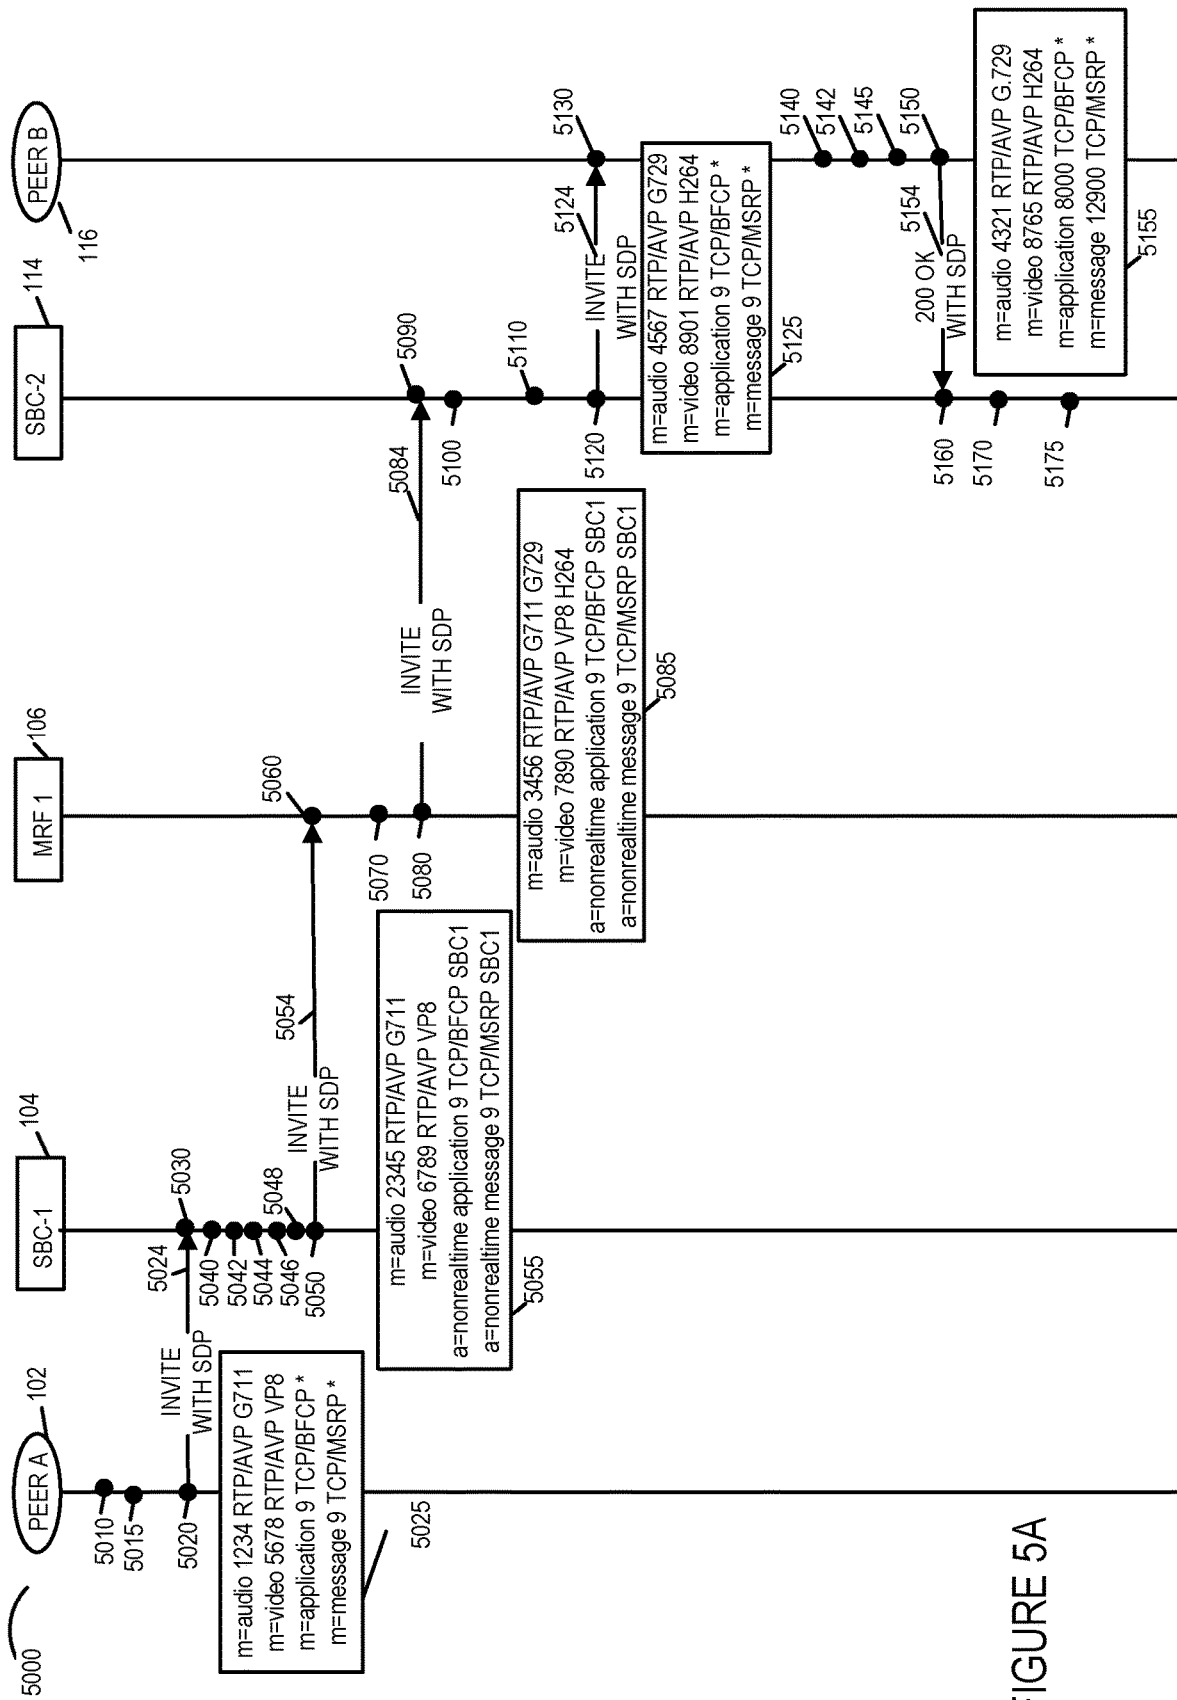 5000
PEER A
102
SBC-1
104
MRF 1
106
SBC-2
114
PEER B
116
5010
5015
5020
INVITE
WITH SDP
5024
5030
m=audio 1234 RTP/AVP G711
m=video 5678 RTP/AVP VP8
m=application 9 TCP/BFCP *
m=message 9 TCP/MSRP *
5025
5040
5042
5044
5046
5048
5050
INVITE
WITH SDP
5054
5060
m=audio 2345 RTP/AVP G711
m=video 6789 RTP/AVP VP8
a=nonrealtime application 9 TCP/BFCP SBC1
a=nonrealtime message 9 TCP/MSRP SBC1
5055
5070
5080
INVITE
WITH SDP
5084
5090
m=audio 3456 RTP/AVP G711 G729
m=video 7890 RTP/AVP VP8 H264
a=nonrealtime application 9 TCP/BFCP SBC1
a=nonrealtime message 9 TCP/MSRP SBC1
5085
5100
5110
5120
INVITE
WITH SDP
5124
5130
m=audio 4567 RTP/AVP G729
m=video 8901 RTP/AVP H264
m=application 9 TCP/BFCP *
m=message 9 TCP/MSRP *
5125
5140
5142
5145
5150
5154
200 OK
WITH SDP
5160
m=audio 4321 RTP/AVP G.729
m=video 8765 RTP/AVP H264
m=application 8000 TCP/BFCP *
m=message 12900 TCP/MSRP *
5155
5170
5175
FIGURE 5A